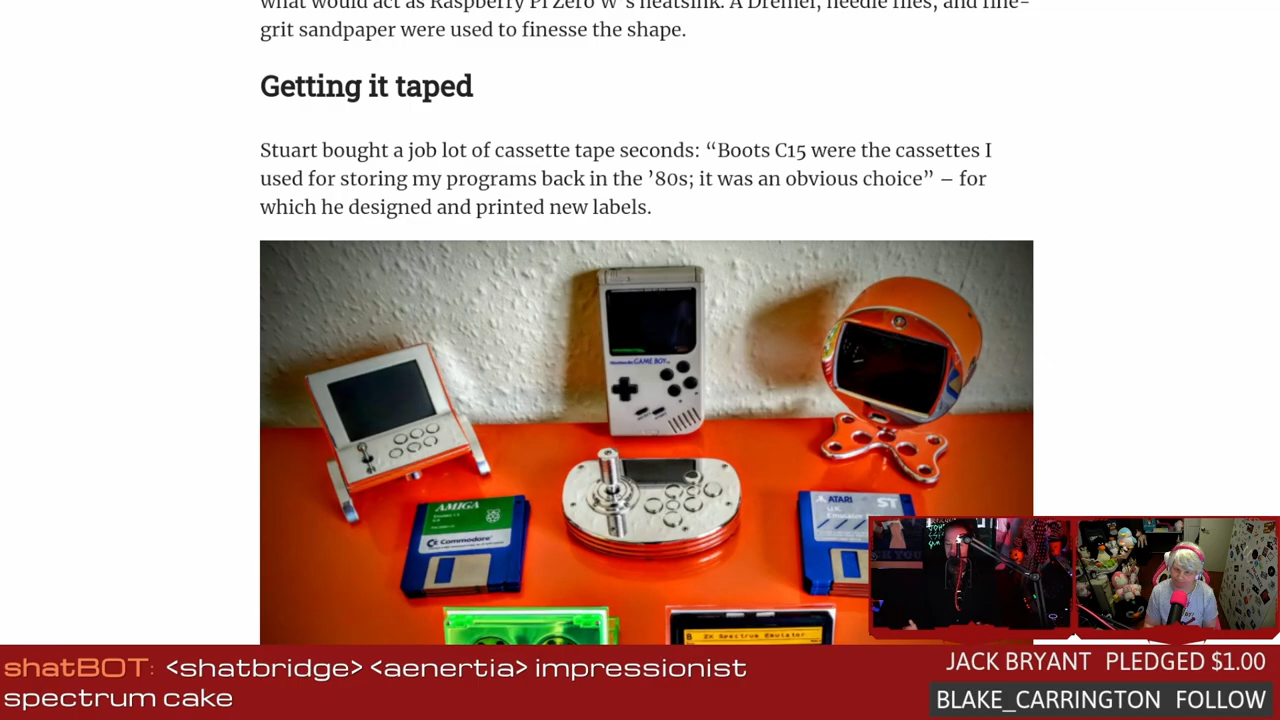 what would act as Raspberry Pi Zero W's heatsink. A Dremel, needle files, and fine-
grit sandpaper were used to finesse the shape.
Getting it taped
Stuart bought a job lot of cassette tape seconds: “Boots C15 were the cassettes I
used for storing my programs back in the ’80s; it was an obvious choice” – for
which he designed and printed new labels.
Nintendo GAME BOY
AMIGA
Commodore
ATARI ST
B ZX Spectrum Emulator
shatBOT: <shatbridge> <aenertia> impressionist
spectrum cake
JACK BRYANT PLEDGED $1.00
BLAKE_CARRINGTON FOLLOW